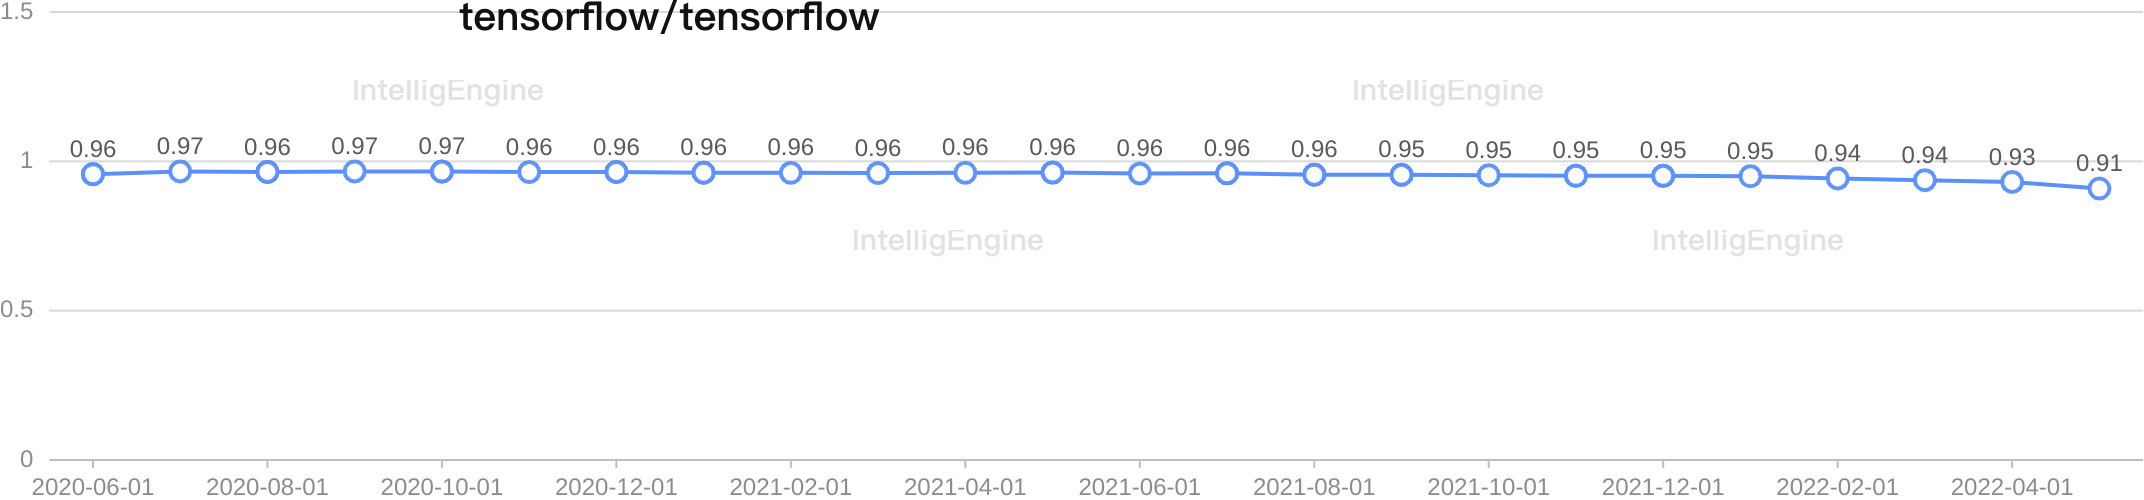 tensorflow/tensorflow
1.5
IntelligEngine IntelligEngine
0.96 0.97 0.96 0.97 0.97 0.96 0.96 0.96 0.96 0.96 0.96 0.96 0.96 0.96 0.96 0.95 0.95 0.95 0.95 0.95 0.94 0.94 0.93 0.91
1
IntelligEngine IntelligEngine
0.5
0
2020-06-01 2020-08-01 2020-10-01 2020-12-01 2021-02-01 2021-04-01 2021-06-01 2021-08-01 2021-10-01 2021-12-01 2022-02-01 2022-04-01